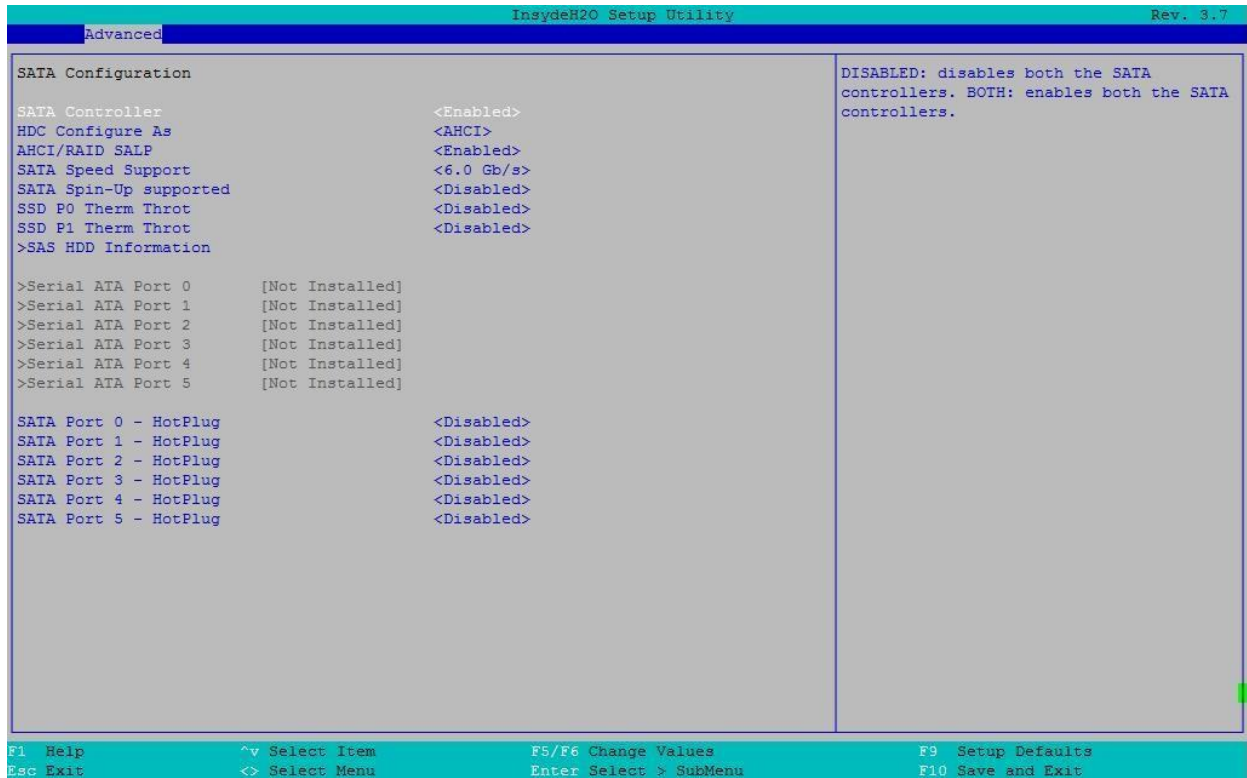 InsydeH2O Setup Utility Rev. 3.7
Advanced
SATA Configuration
SATA Controller <Enabled>
HDC Configure As <AHCI>
AHCI/RAID SALP <Enabled>
SATA Speed Support <6.0 Gb/s>
SATA Spin-Up supported <Disabled>
SSD P0 Therm Throt <Disabled>
SSD P1 Therm Throt <Disabled>
>SAS HDD Information
>Serial ATA Port 0 [Not Installed]
>Serial ATA Port 1 [Not Installed]
>Serial ATA Port 2 [Not Installed]
>Serial ATA Port 3 [Not Installed]
>Serial ATA Port 4 [Not Installed]
>Serial ATA Port 5 [Not Installed]
SATA Port 0 - HotPlug <Disabled>
SATA Port 1 - HotPlug <Disabled>
SATA Port 2 - HotPlug <Disabled>
SATA Port 3 - HotPlug <Disabled>
SATA Port 4 - HotPlug <Disabled>
SATA Port 5 - HotPlug <Disabled>
DISABLED: disables both the SATA
controllers. BOTH: enables both the SATA
controllers.
F1 Help ^v Select Item F5/F6 Change Values F9 Setup Defaults
Esc Exit <> Select Menu Enter Select > SubMenu F10 Save and Exit